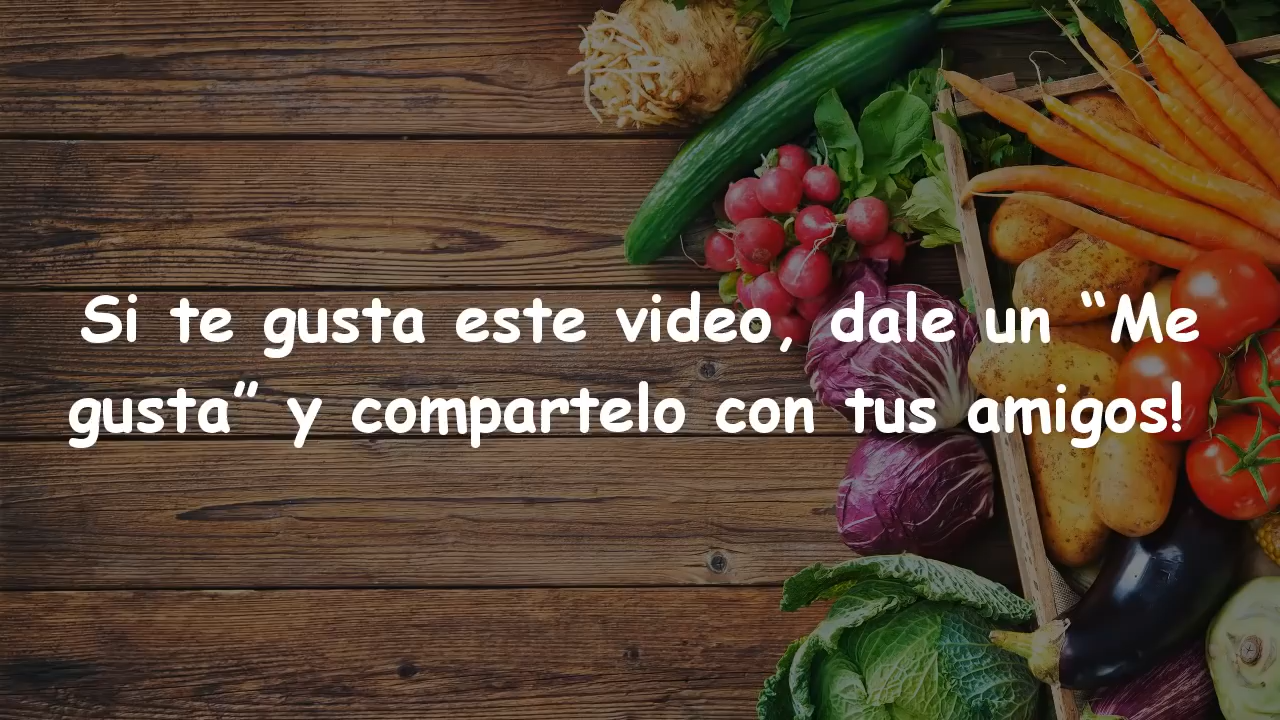 Si te gusta este video, dale un “Me
gusta” y compartelo con tus amigos!